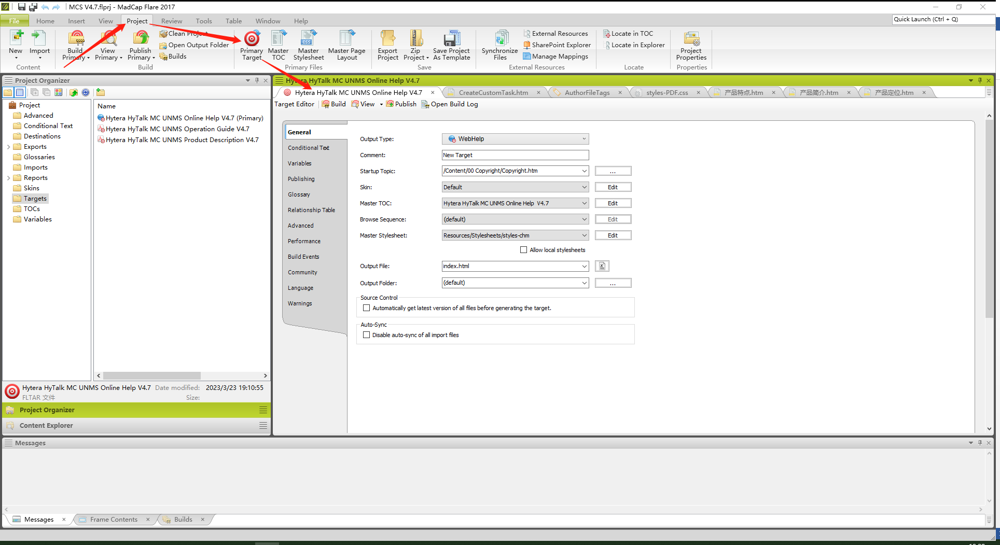 MCS V4.7.flprj - MadCap Flare 2017
File Home Insert View Project Review Tools Table Window Help
Quick Launch (Ctrl + Q)
New Import
Content
Build Primary View Primary Publish Primary
Clean Project
Open Output Folder
Builds
Build
Primary Target Master TOC Master Stylesheet Master Page Layout
Primary Files
Export Project Zip Project Save Project As Template
Save
Synchronize Files
External Resources
SharePoint Explorer
Manage Mappings
External Resources
Locate in TOC
Locate in Explorer
Locate
Project Properties
Properties
Project Organizer
Project
Advanced
Conditional Text
Destinations
Exports
Glossaries
Imports
Reports
Skins
Targets
TOCs
Variables
Name
Hytera HyTalk MC UNMS Online Help V4.7 (Primary)
Hytera HyTalk MC UNMS Operation Guide V4.7
Hytera HyTalk MC UNMS Product Description V4.7
Hytera HyTalk MC UNMS Online Help V4.7 Date modified: 2023/3/23 19:10:55
FLTAR 文件 Size:
Project Organizer
Content Explorer
Hytera HyTalk MC UNMS Online Help V4.7
Hytera HyTalk MC UNMS Online Help V4.7 CreateCustomTask.htm AuthorFileTags styles-PDF.css 产品特点.htm 产品简介.htm 产品定位.htm
Target Editor Build View Publish Open Build Log
General
Conditional Text
Variables
Publishing
Glossary
Relationship Table
Advanced
Performance
Build Events
Community
Language
Warnings
Output Type: WebHelp
Comment: New Target
Startup Topic: /Content/00 Copyright/Copyright.htm ...
Skin: Default Edit
Master TOC: Hytera HyTalk MC UNMS Online Help V4.7 Edit
Browse Sequence: (default) Edit
Master Stylesheet: Resources/Stylesheets/styles-chm Edit
Allow local stylesheets
Output File: index.html
Output Folder: (default) ...
Source Control
Automatically get latest version of all files before generating the target.
Auto-Sync
Disable auto-sync of all import files
Messages
Messages Frame Contents Builds